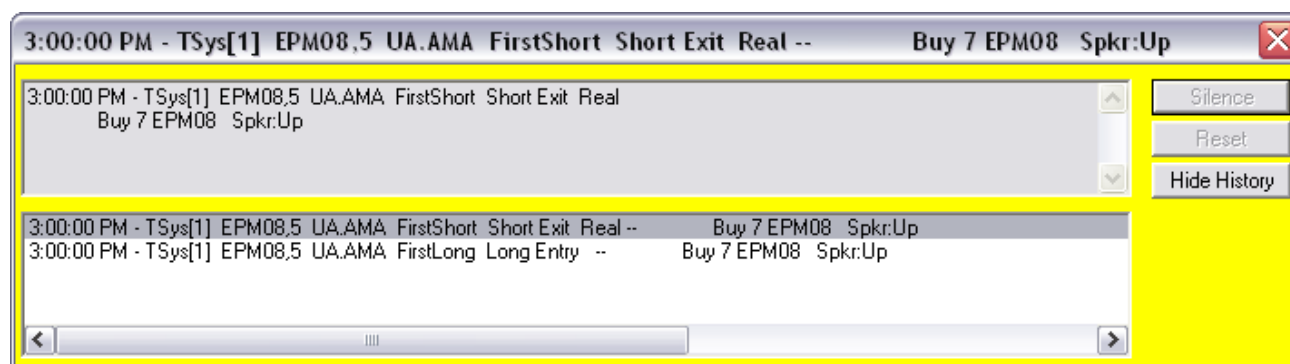 3:00:00 PM - TSys[1] EPM08,5 UA.AMA FirstShort Short Exit Real -- Buy 7 EPM08 Spkr:Up
3:00:00 PM - TSys[1] EPM08,5 UA.AMA FirstShort Short Exit Real
Buy 7 EPM08 Spkr:Up
Silence
Reset
Hide History
3:00:00 PM - TSys[1] EPM08,5 UA.AMA FirstShort Short Exit Real -- Buy 7 EPM08 Spkr:Up
3:00:00 PM - TSys[1] EPM08,5 UA.AMA FirstLong Long Entry -- Buy 7 EPM08 Spkr:Up